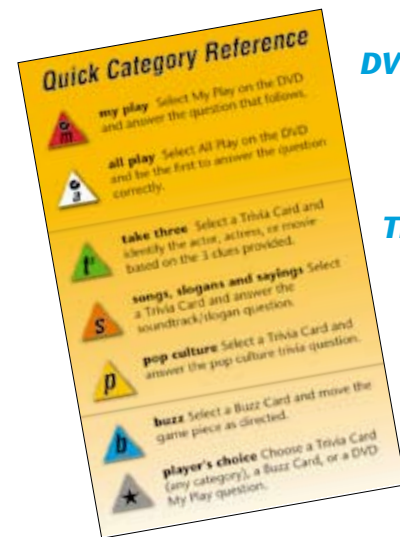 Quick Category Reference
DV
m
my play Select My Play on the DVD
and answer the question that follows.
a
all play Select All Play on the DVD
and be the first to answer the question
correctly.
t³
take three Select a Trivia Card and
identify the actor, actress, or movie
based on the 3 clues provided.
T
s
songs, slogans and sayings Select
a Trivia Card and answer the
soundtrack/slogan question.
p
pop culture Select a Trivia Card and
answer the pop culture trivia question.
b
buzz Select a Buzz Card and move the
game piece as directed.
player's choice Choose a Trivia Card
(any category), a Buzz Card, or a DVD
My Play question.